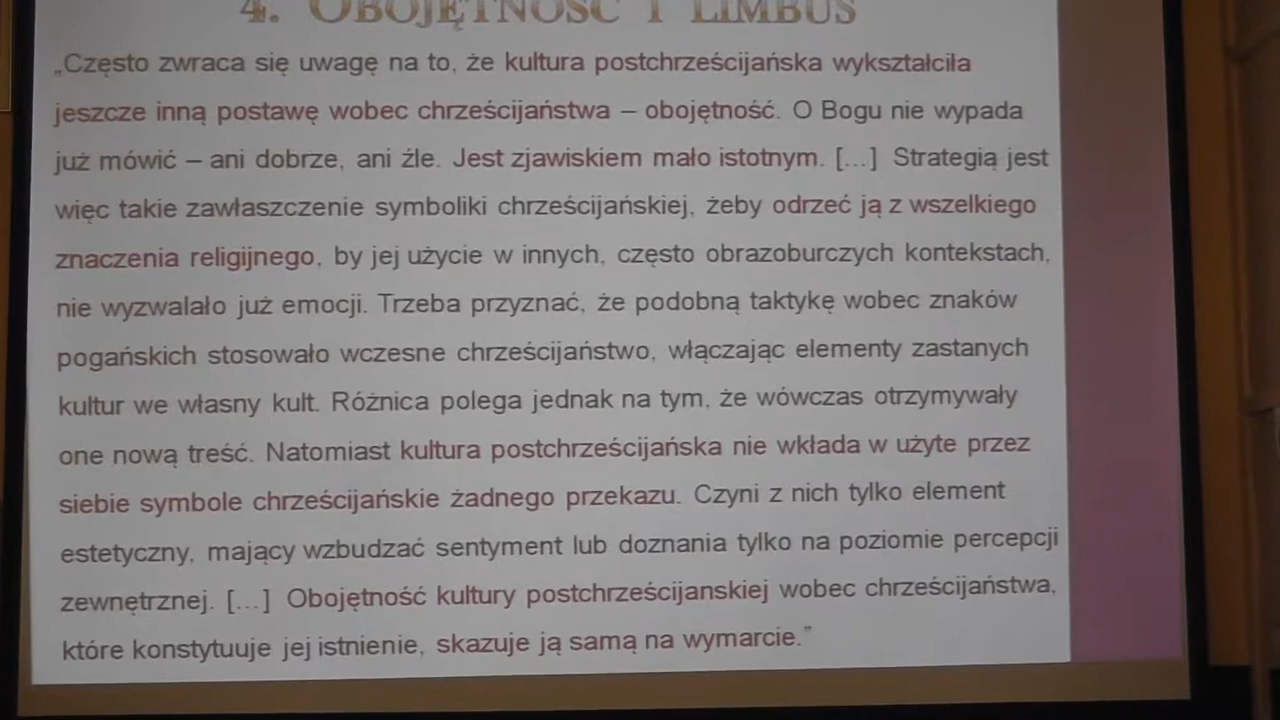 4. OBOJĘTNOŚĆ I LIMBUS
„Często zwraca się uwagę na to, że kultura postchrześcijańska wykształciła
jeszcze inną postawę wobec chrześcijaństwa – obojętność. O Bogu nie wypada
już mówić – ani dobrze, ani źle. Jest zjawiskiem mało istotnym. [...] Strategią jest
więc takie zawłaszczenie symboliki chrześcijańskiej, żeby odrzeć ją z wszelkiego
znaczenia religijnego, by jej użycie w innych, często obrazoburczych kontekstach,
nie wyzwalało już emocji. Trzeba przyznać, że podobną taktykę wobec znaków
pogańskich stosowało wczesne chrześcijaństwo, włączając elementy zastanych
kultur we własny kult. Różnica polega jednak na tym, że wówczas otrzymywały
one nową treść. Natomiast kultura postchrześcijańska nie wkłada w użyte przez
siebie symbole chrześcijańskie żadnego przekazu. Czyni z nich tylko element
estetyczny, mający wzbudzać sentyment lub doznania tylko na poziomie percepcji
zewnętrznej. [...] Obojętność kultury postchrześcijanskiej wobec chrześcijaństwa,
które konstytuuje jej istnienie, skazuje ją samą na wymarcie.”